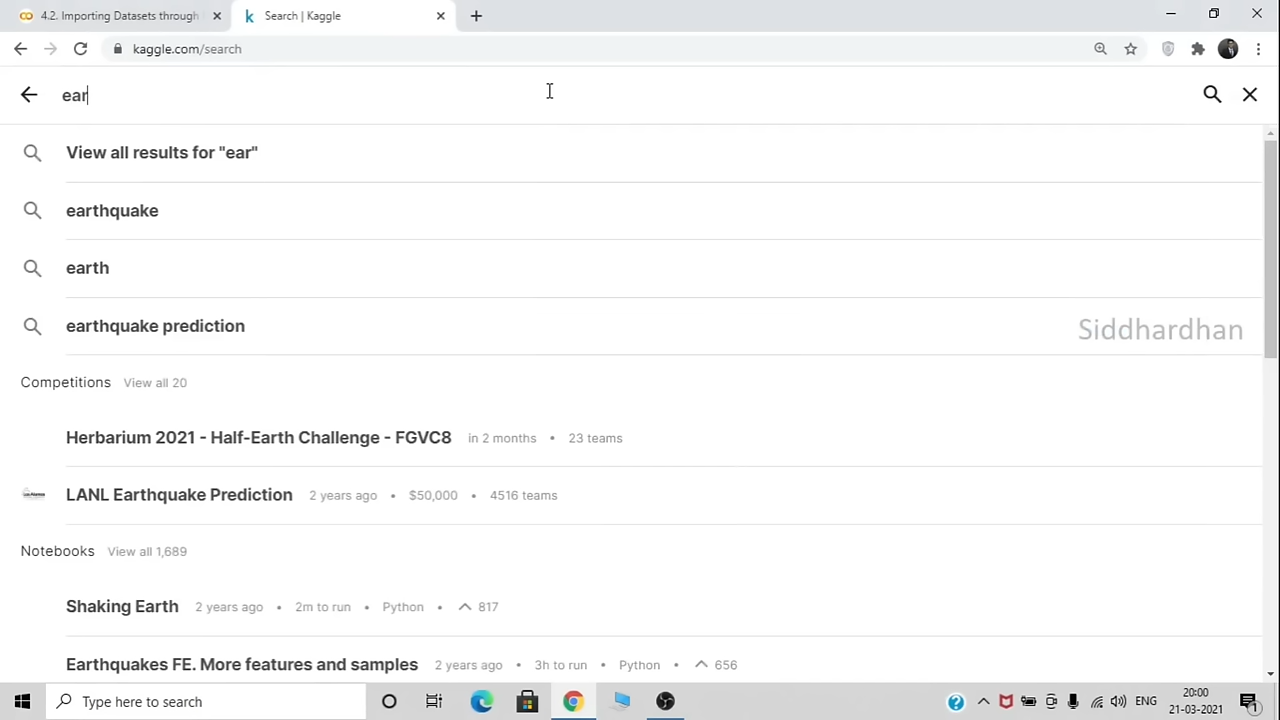 4.2. Importing Datasets through
Search | Kaggle
kaggle.com/search
ear
View all results for "ear"
earthquake
earth
earthquake prediction
Siddhardhan
Competitions View all 20
Herbarium 2021 - Half-Earth Challenge - FGVC8 in 2 months • 23 teams
LANL Earthquake Prediction 2 years ago • $50,000 • 4516 teams
Notebooks View all 1,689
Shaking Earth 2 years ago • 2m to run • Python • 817
Earthquakes FE. More features and samples 2 years ago • 3h to run • Python • 656
Type here to search
ENG
20:00
21-03-2021